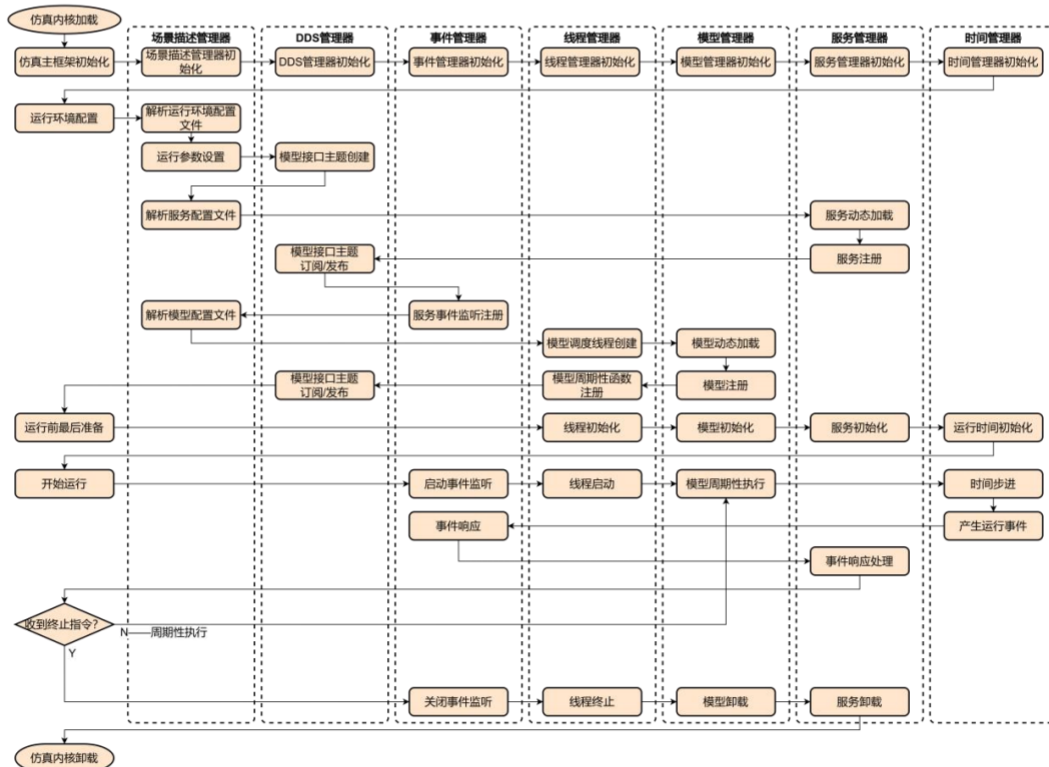 仿真内核加载
场景描述管理器
DDS管理器
事件管理器
线程管理器
模型管理器
服务管理器
时间管理器
仿真主框架初始化
场景描述管理器初
始化
DDS管理器初始化
事件管理器初始化
线程管理器初始化
模型管理器初始化
服务管理器初始化
时间管理器初始化
运行环境配置
解析运行环境配置
文件
运行参数设置
模型接口主题创建
解析服务配置文件
服务动态加载
模型接口主题
订阅/发布
服务注册
解析模型配置文件
服务事件监听注册
模型调度线程创建
模型动态加载
模型接口主题
订阅/发布
模型周期性函数
注册
模型注册
运行前最后准备
线程初始化
模型初始化
服务初始化
运行时间初始化
开始运行
启动事件监听
线程启动
模型周期性执行
时间步进
事件响应
产生运行事件
事件响应处理
收到终止指令?
N——周期性执行
Y
关闭事件监听
线程终止
模型卸载
服务卸载
仿真内核卸载